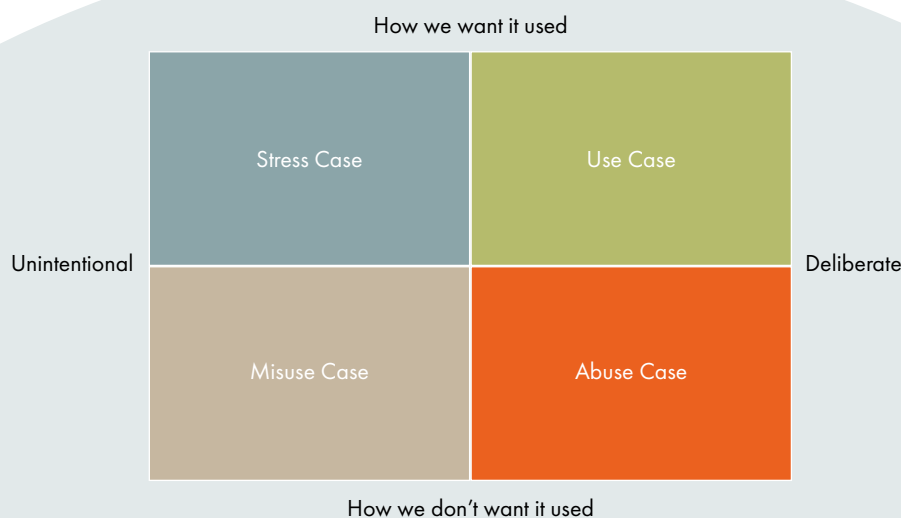 How we want it used
Stress Case
Use Case
Unintentional
Deliberate
Misuse Case
Abuse Case
How we don’t want it used